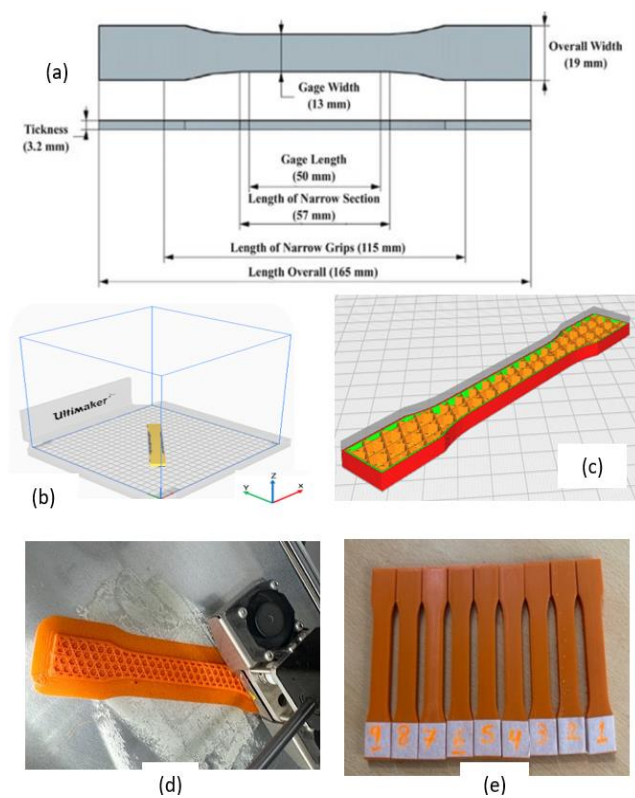 (a)
Overall Width
(19 mm)
Gage Width
(13 mm)
Tickness
(3.2 mm)
Gage Length
(50 mm)
Length of Narrow Section
(57 mm)
Length of Narrow Grips (115 mm)
Length Overall (165 mm)
Ultimaker
(b)
Y
Z
X
(c)
(d)
9 8 7 6 5 4 3 2 1
(e)